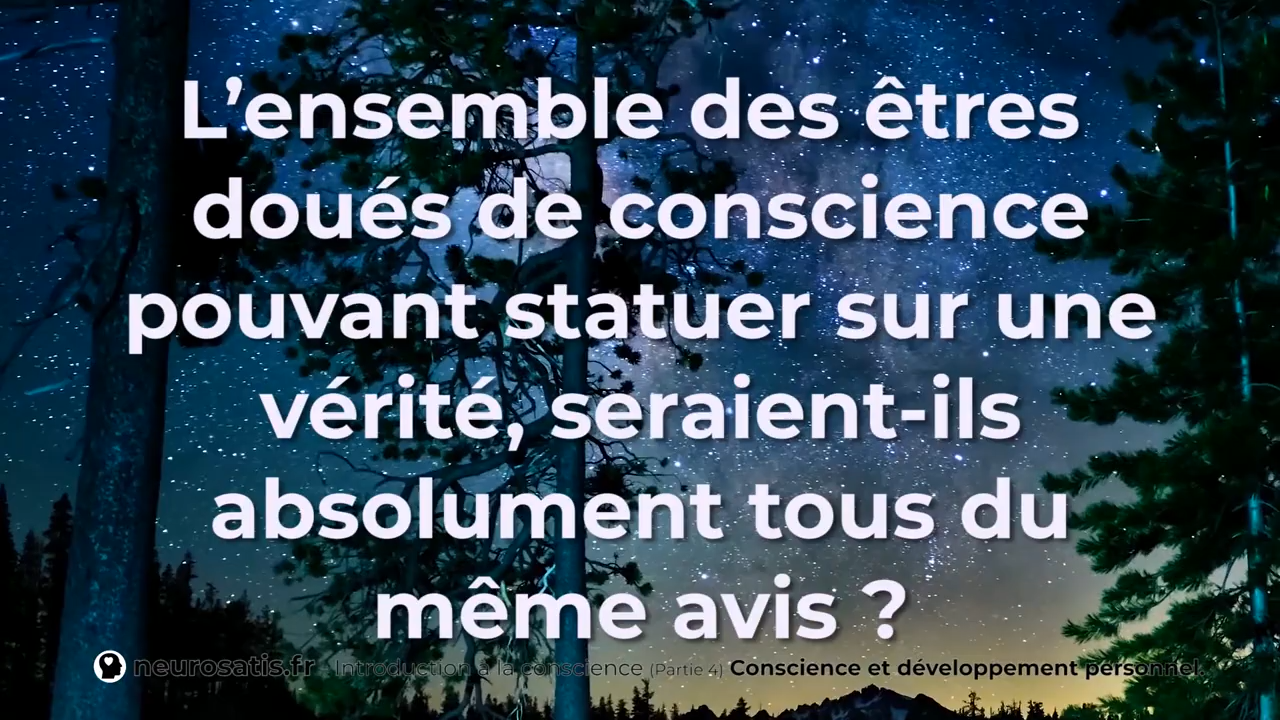 L’ensemble des êtres
doués de conscience
pouvant statuer sur une
vérité, seraient-ils
absolument tous du
même avis ?
neurosatis.fr - Introduction à la conscience (Partie 4) Conscience et développement personnel.